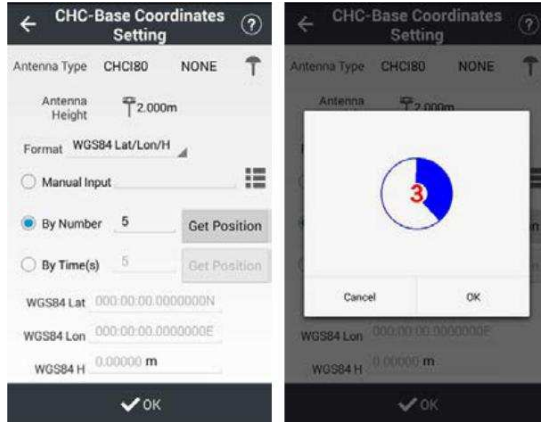 CHC-Base Coordinates
Setting
?
Antenna Type CHCI80 NONE
Antenna
Height
2.000m
Format WGS84 Lat/Lon/H
Manual Input
By Number 5 Get Position
By Time(s) 5 Get Position
WGS84 Lat 000:00:00.0000000N
WGS84 Lon 000:00:00.0000000E
WGS84 H 0.00000 m
OK
CHC-Base Coordinates
Setting
?
Antenna Type CHCI80 NONE
Antenna
2.000m
3
Cancel OK
WGS84 Lon 000:00:00.0000000E
WGS84 H 0.00000 m
OK